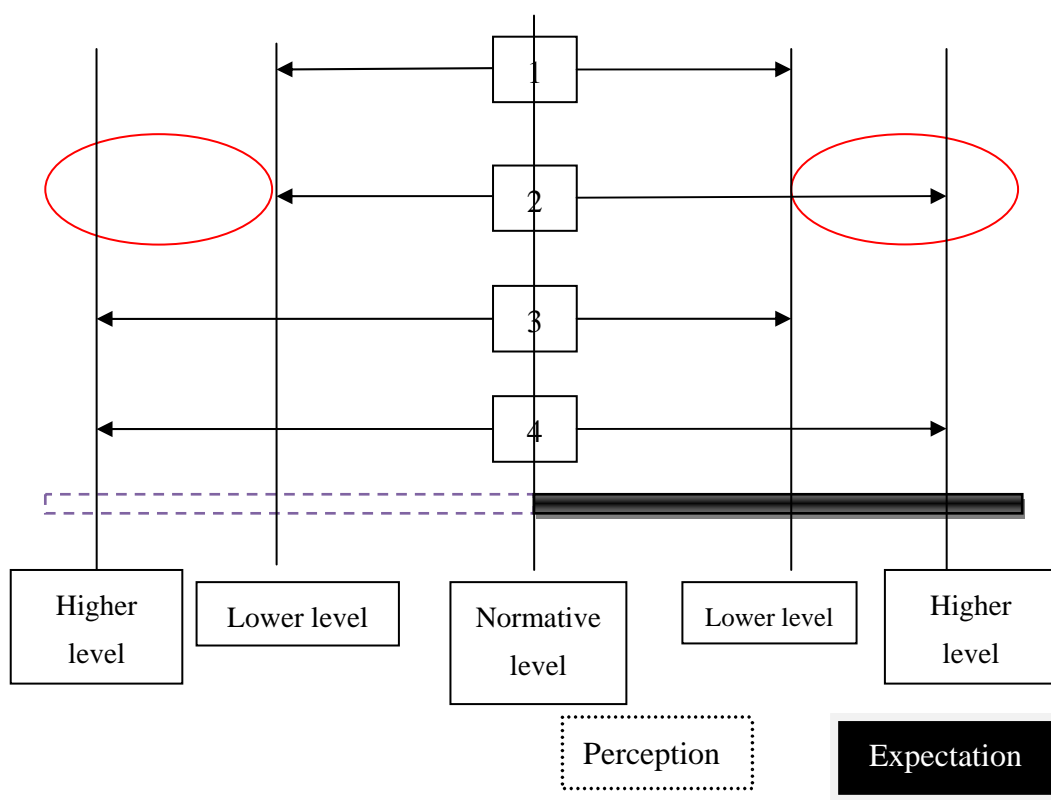 1
2
3
4
Higher
level
Lower level
Normative
level
Lower level
Higher
level
Perception
Expectation